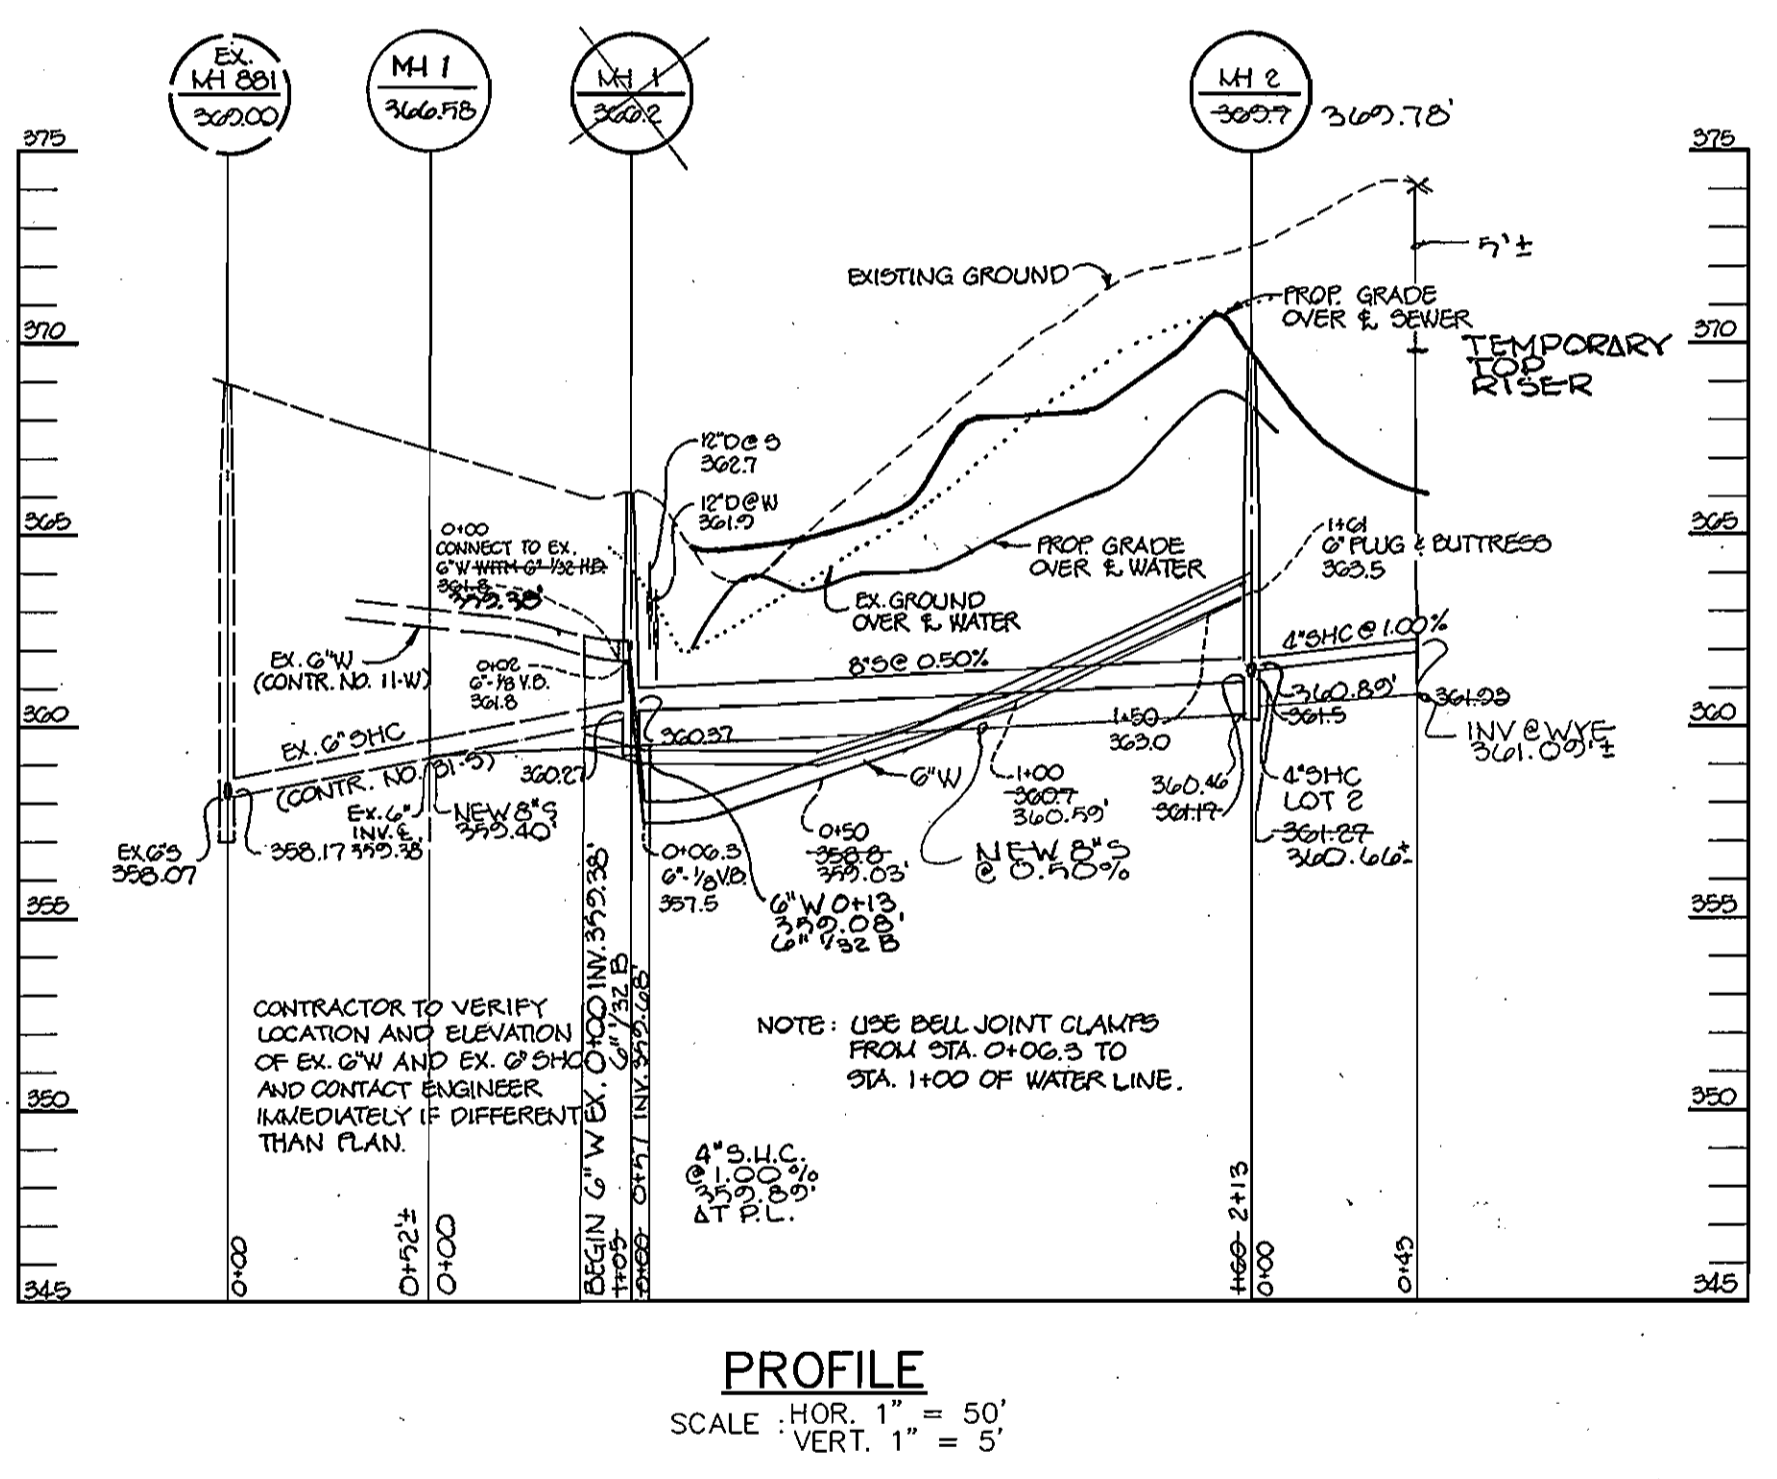 EX.
MH 881
369.00
MH 1
366.58
MH 1
366.2
MH 2
369.7
369.78'
375
370
365
360
355
350
345
375
370
365
360
355
350
345
EXISTING GROUND
5'±
PROP. GRADE
OVER ℄ SEWER
TEMPORARY
TOP
RISER
12"D@S
362.7
12"D@W
361.9
0+00
CONNECT TO EX.
6"W WITH 6" 1/32 H.B.
361.8
359.38'
PROP. GRADE
OVER ℄ WATER
EX. GROUND
OVER ℄ WATER
1+61
6" PLUG & BUTTRESS
363.5
EX. 6"W
(CONTR. NO. 11-W)
0+02
6"-1/8 V.B.
361.8
8"S@ 0.50%
4"SHC @ 1.00%
EX. 6"SHC
(CONTR. NO. 31-S)
360.27
360.37
6"W
1+50
363.0
360.89'
361.5
361.93
INV @ WYE
361.09'±
EX. 6"S
358.07
358.17
EX. 6"
INV. ℄
359.38
NEW 8"S
359.40'
0+06.3
6"-1/8 V.B.
357.5
0+50
358.8
359.03'
1+00
360.7
360.59'
360.46
361.17
4"SHC
LOT 2
361.27
360.66±
NEW 8"S
@ 0.50%
6"W 0+13
359.08'
6" 1/32 B
CONTRACTOR TO VERIFY
LOCATION AND ELEVATION
OF EX. 6"W AND EX. 6"SHC
AND CONTACT ENGINEER
IMMEDIATELY IF DIFFERENT
THAN PLAN.
NOTE: USE BELL JOINT CLAMPS
FROM STA. 0+06.3 TO
STA. 1+00 OF WATER LINE.
4" S.H.C.
@ 1.00%
359.89'
AT P.L.
0+00
0+52'±
0+00
BEGIN 6" W EX. 0+00 INV. 359.38'
6" 1/32 B
1+05
0+00 0+57 INV. 359.68'
1+60 2+13
0+00
0+43
PROFILE
SCALE : HOR. 1" = 50'
VERT. 1" = 5'